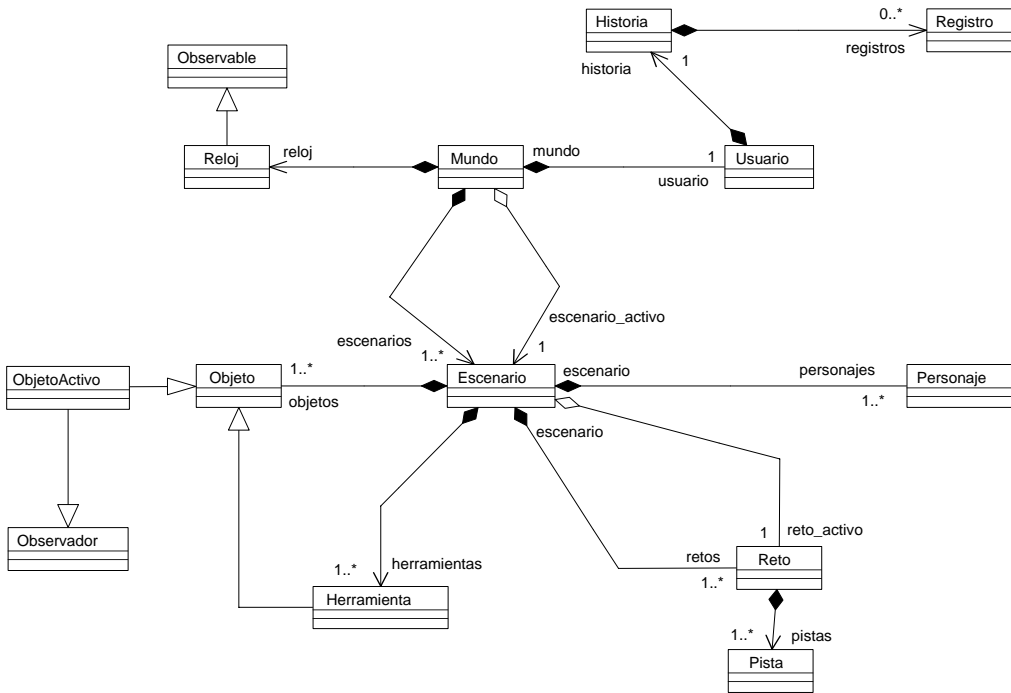 Historia
0..*
Registro
registros
historia
1
Observable
Reloj
reloj
Mundo
mundo
1
Usuario
usuario
escenarios
escenario_activo
1..*
1
ObjetoActivo
Objeto
1..*
objetos
Escenario
escenario
personajes
1..*
Personaje
escenario
Observador
1..*
herramientas
Herramienta
retos
1..*
1
reto_activo
Reto
1..*
pistas
Pista